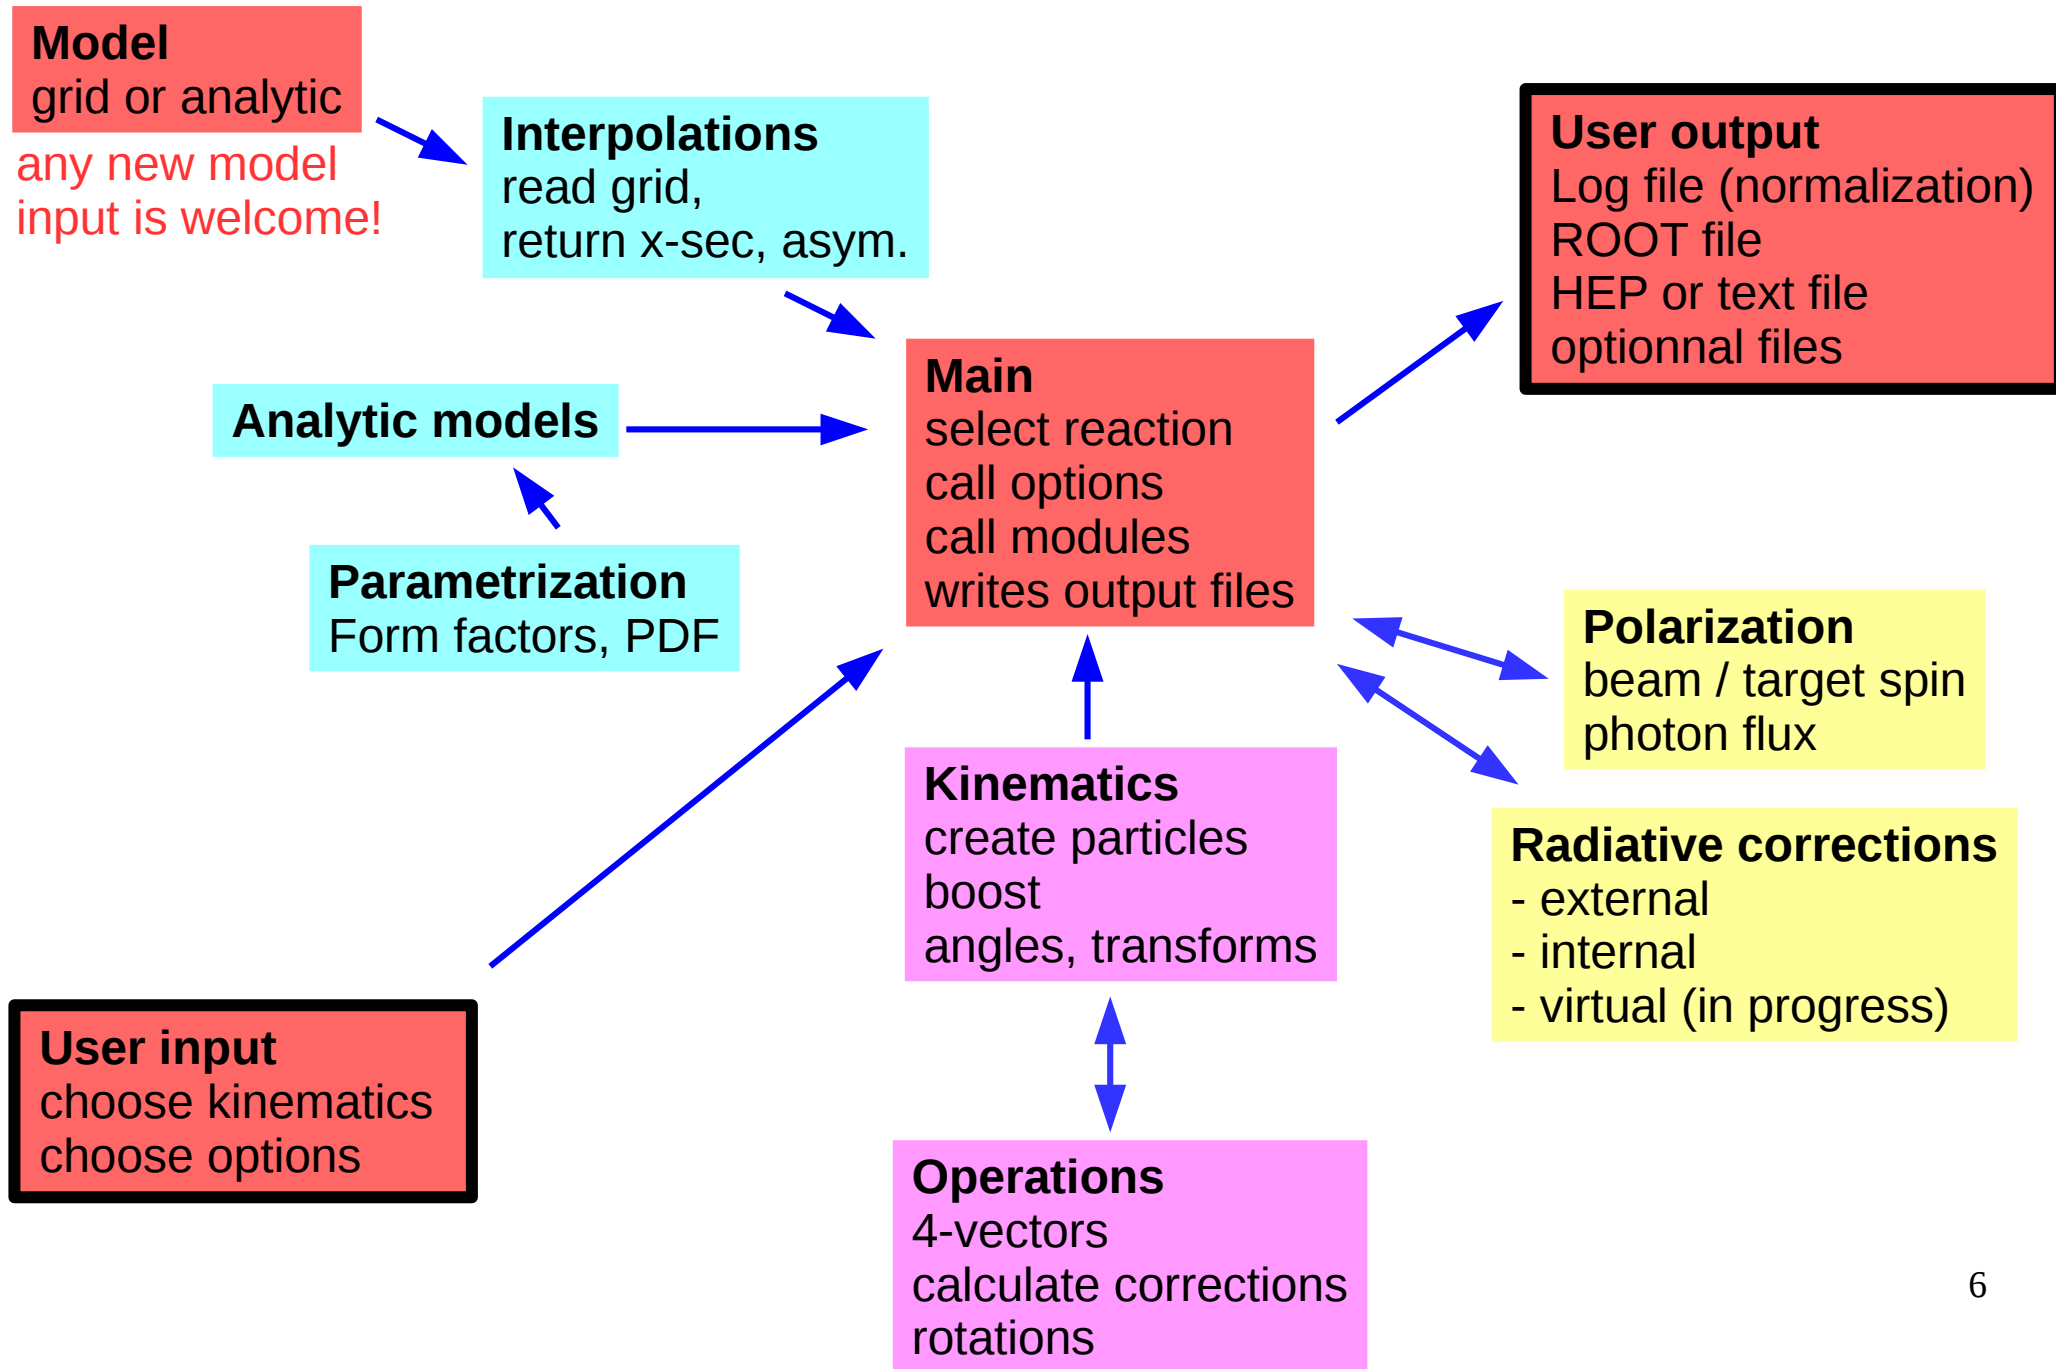 Model
grid or analytic
any new model
input is welcome!
Interpolations
read grid,
return x-sec, asym.
User output
Log file (normalization)
ROOT file
HEP or text file
optionnal files
Analytic models
Main
select reaction
call options
call modules
writes output files
Parametrization
Form factors, PDF
Polarization
beam / target spin
photon flux
Kinematics
create particles
boost
angles, transforms
Radiative corrections
- external
- internal
- virtual (in progress)
User input
choose kinematics
choose options
Operations
4-vectors
calculate corrections
rotations
6